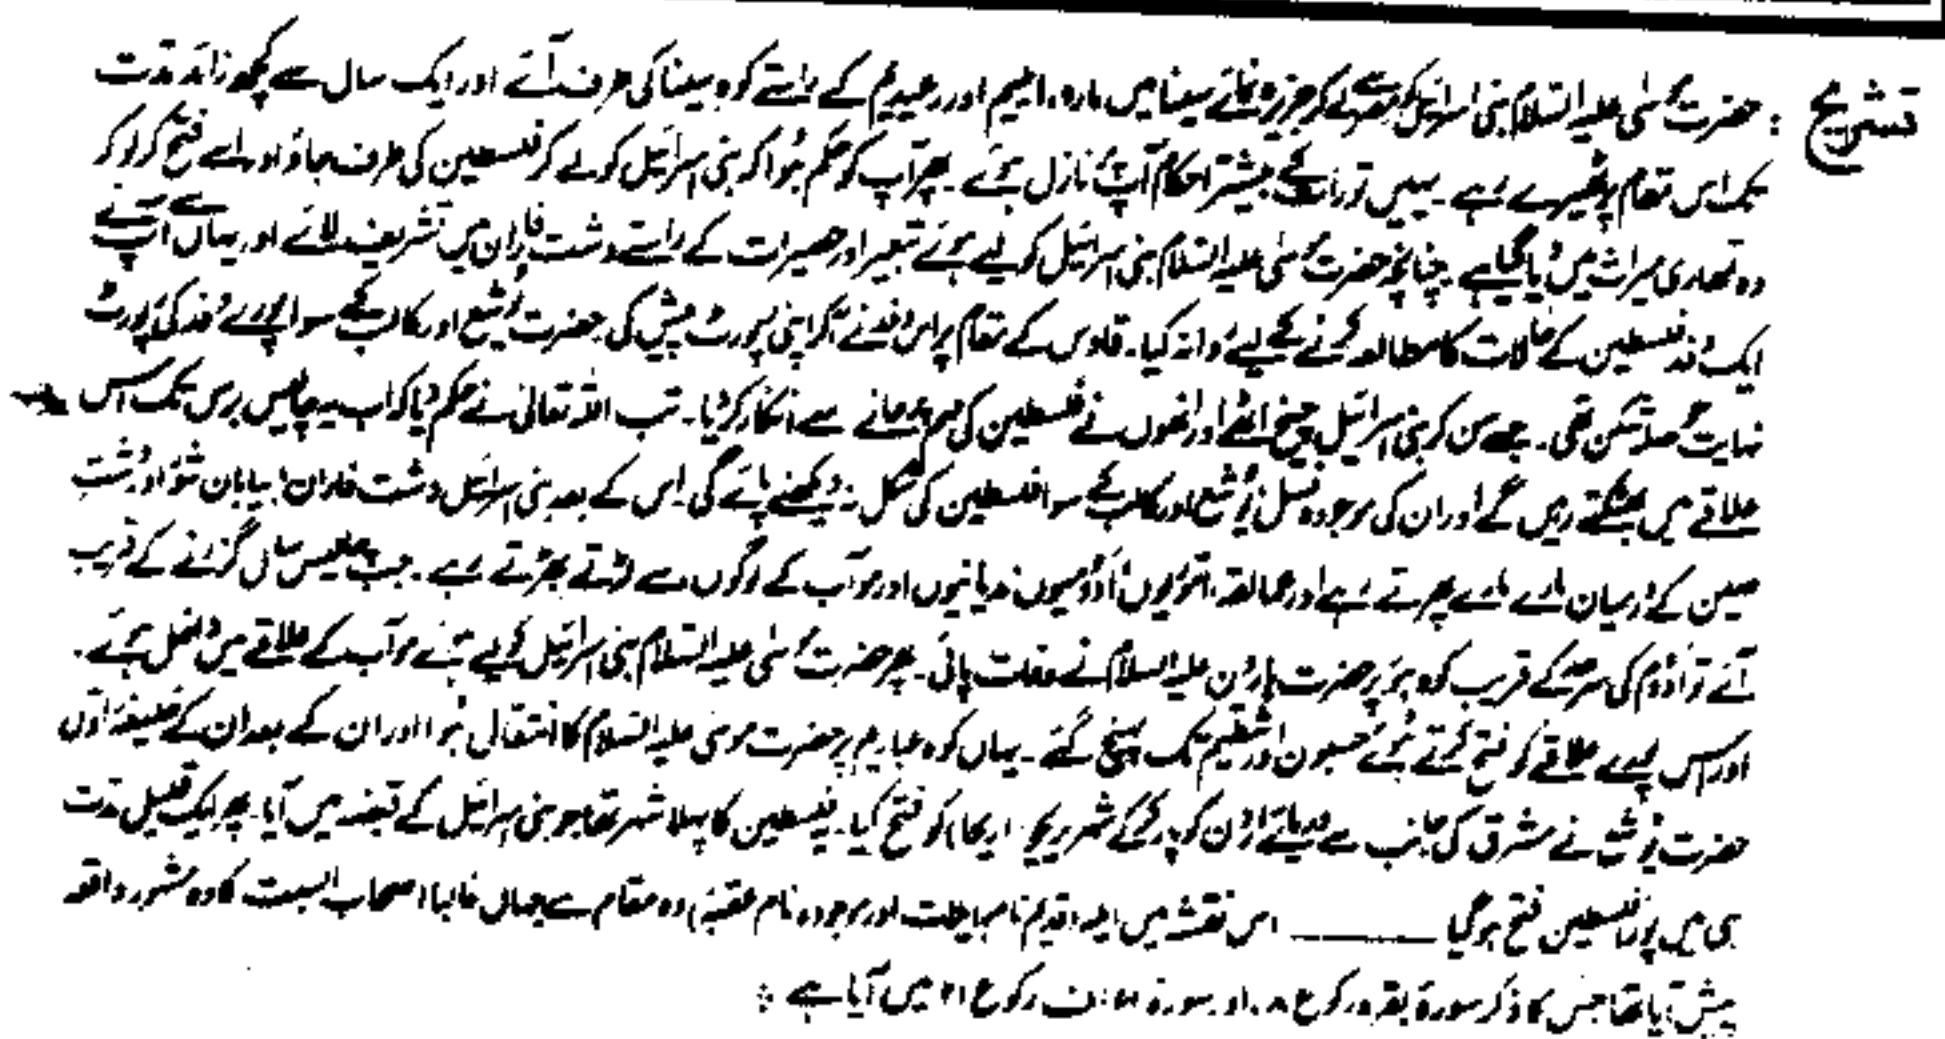 تشریح : حضرت موسٰی علیہ السلام بنی اسرائیل کو مصر سے لے کر جزیرہ نمائے سینا میں مارہ، ایلیم اور رفیدیم کے راستے کوہ سینا کی طرف آئے اور ایک سال سے کچھ زائد مدت
تک اس مقام پر ٹھیرے رہے ۔ یہیں تورات کے بیشتر احکام آپ پر نازل ہوئے ۔ پھر آپ کو حکم ہوا کہ بنی اسرائیل کو لے کر فلسطین کی طرف جاؤ اور اسے فتح کر لو کہ
وہ تمھاری میراث میں دیا گیا ہے ۔ چنانچہ حضرت موسٰی علیہ السلام بنی اسرائیل کو لیے ہوئے تبعیر اور حصیرات کے راستے دشت فاران میں تشریف لائے اور یہاں سے آپ نے
ایک وفد فلسطین کے حالات کا مطالعہ کرنے کے لیے روانہ کیا ۔ قادس کے مقام پر اس وفد نے آکر اپنی رپورٹ پیش کی ۔ حضرت یوشع اور کالب کے سوا پورے وفد کی رپورٹ
نہایت حوصلہ شکن تھی ۔ جسے سن کر بنی اسرائیل چیخ اٹھے اور انھوں نے فلسطین کی مہم پر جانے سے انکار کر دیا ۔ تب اللہ تعالیٰ نے حکم دیا کہ اب یہ چالیس برس تک اس
علاقے میں بھٹکتے رہیں گے اور ان کی موجودہ نسل یوشع اور کالب کے سوا فلسطین کی شکل نہ دیکھنے پائے گی ۔ اس کے بعد بنی اسرائیل دشت فاران، بیابان شور اور دشت
صین کے درمیان مارے مارے پھرتے رہے اور عمالقہ، اموریوں، ادومیوں، مدیانیوں اور موآب کے لوگوں سے لڑتے بھڑتے رہے ۔ جب چالیس سال گزرنے کے قریب
آئے تو ادوم کی سرحد کے قریب کوہ ہور پر حضرت ہارون علیہ السلام نے وفات پائی ۔ پھر حضرت موسٰی علیہ السلام بنی اسرائیل کو لیے ہوئے موآب کے علاقے میں داخل ہوئے ۔
اور اس پورے علاقے کو فتح کرتے ہوئے حسبون اور شطیم تک پہنچ گئے ۔ یہاں کوہ عباریم پر حضرت موسیٰ علیہ السلام کا انتقال ہوا اور ان کے بعد ان کے خلیفہ اول
حضرت یوشع نے مشرق کی جانب سے دریائے اردن کو پار کر کے شہر یریحو (اریحا) کو فتح کیا ۔ یہ فلسطین کا پہلا شہر تھا جو بنی اسرائیل کے قبضہ میں آیا ۔ پھر ایک قلیل مدت
ہی میں پورا فلسطین فتح ہو گیا ـــــــــ اس نقشہ میں ایلہ (قدیم نام ایلات اور موجودہ نام عقبہ) وہ مقام ہے جہاں غالباً اصحاب السبت کا وہ مشہور واقعہ
پیش آیا تھا جس کا ذکر سورۃ بقرہ رکوع ۸، اور سورۃ رکوع ۲۱ میں آیا ہے ؞